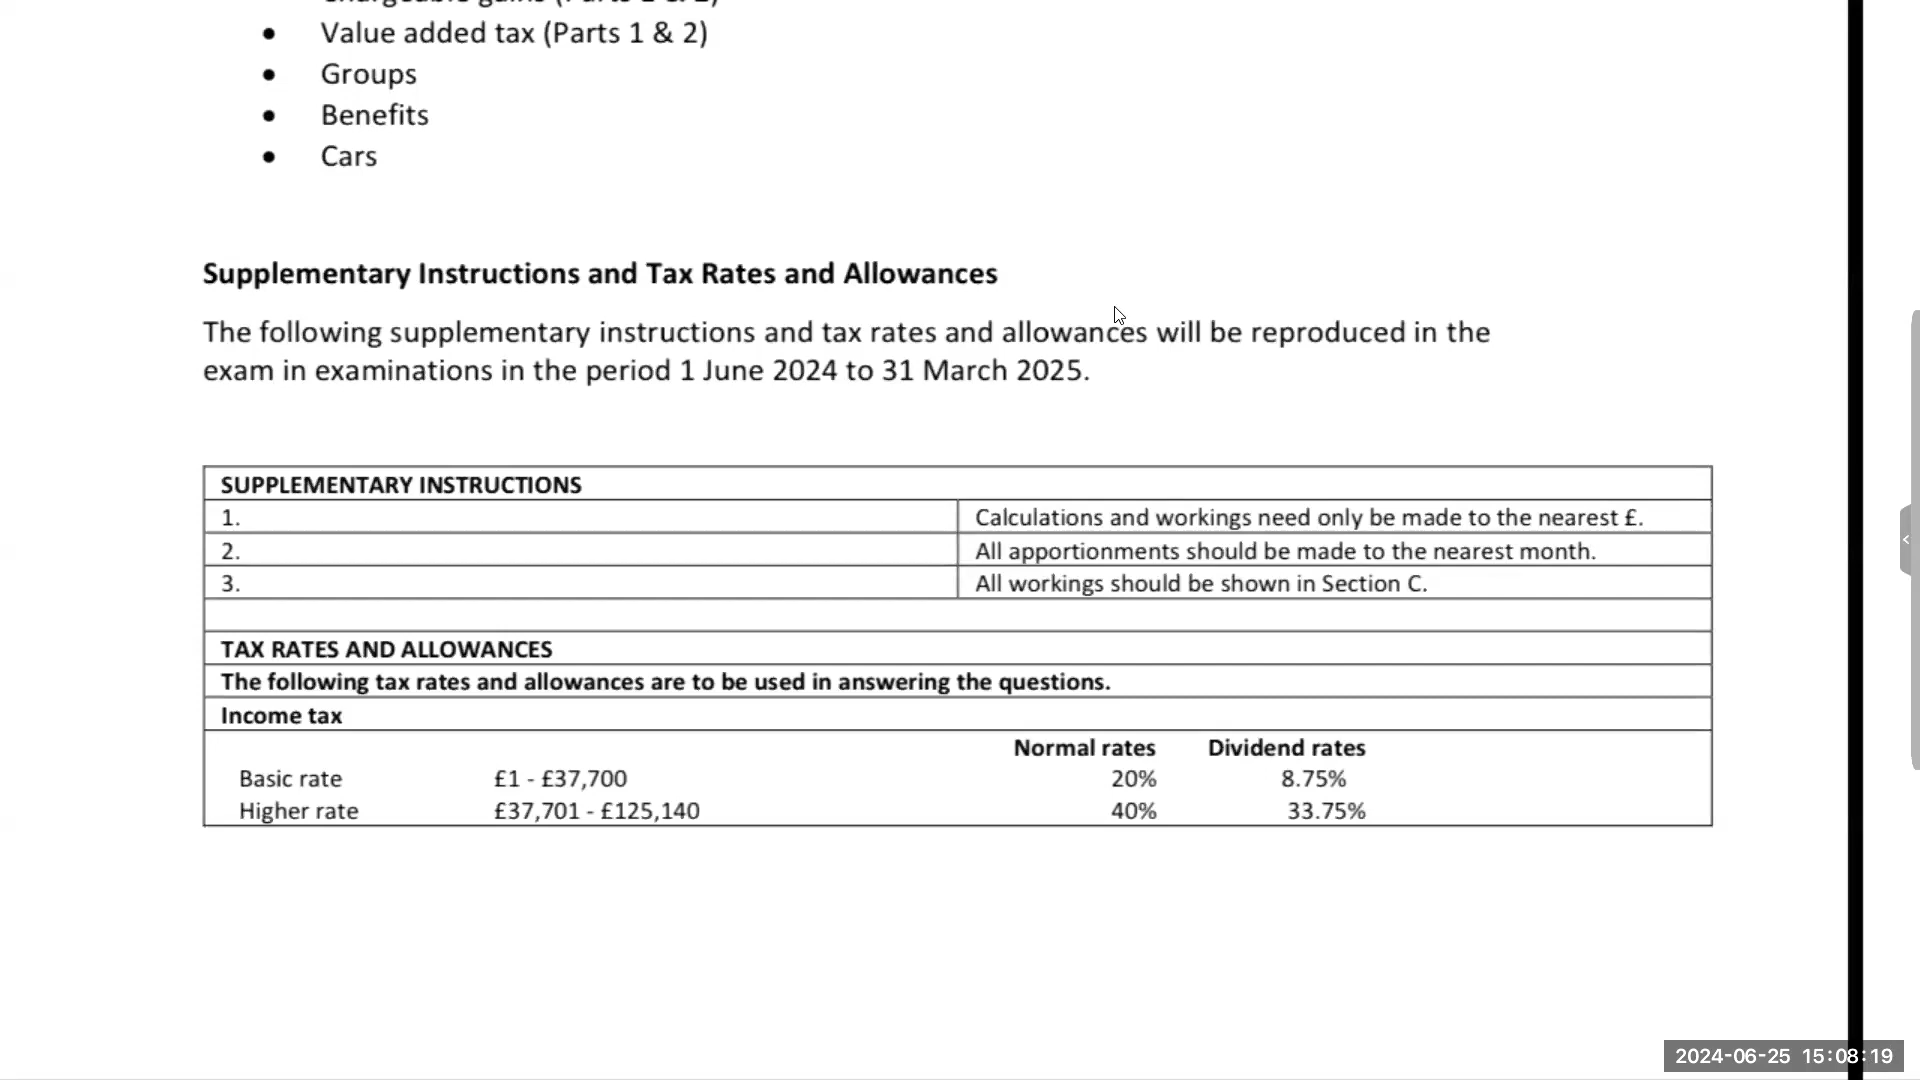 • Value added tax (Parts 1 & 2)
• Groups
• Benefits
• Cars
Supplementary Instructions and Tax Rates and Allowances
The following supplementary instructions and tax rates and allowances will be reproduced in the
exam in examinations in the period 1 June 2024 to 31 March 2025.
SUPPLEMENTARY INSTRUCTIONS
1. Calculations and workings need only be made to the nearest £.
2. All apportionments should be made to the nearest month.
3. All workings should be shown in Section C.
TAX RATES AND ALLOWANCES
The following tax rates and allowances are to be used in answering the questions.
Income tax
Normal rates Dividend rates
Basic rate £1 - £37,700 20% 8.75%
Higher rate £37,701 - £125,140 40% 33.75%
2024-06-25 15:08:19